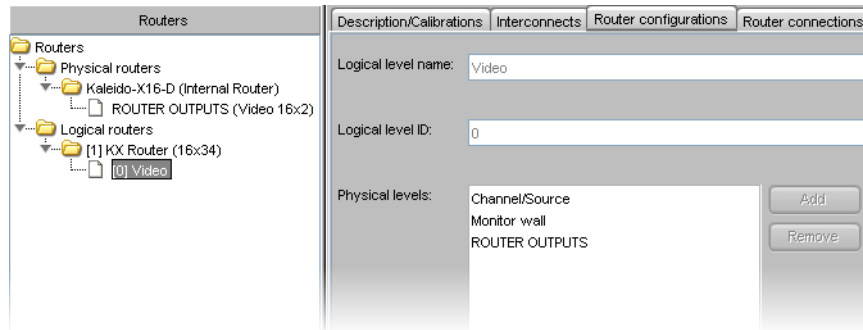 Routers
Routers
Physical routers
Kaleido-X16-D (Internal Router)
ROUTER OUTPUTS (Video 16x2)
Logical routers
[1] KX Router (16x34)
[0] Video
Description/Calibrations
Interconnects
Router configurations
Router connections
Logical level name:
Video
Logical level ID:
0
Physical levels:
Channel/Source
Monitor wall
ROUTER OUTPUTS
Add
Remove